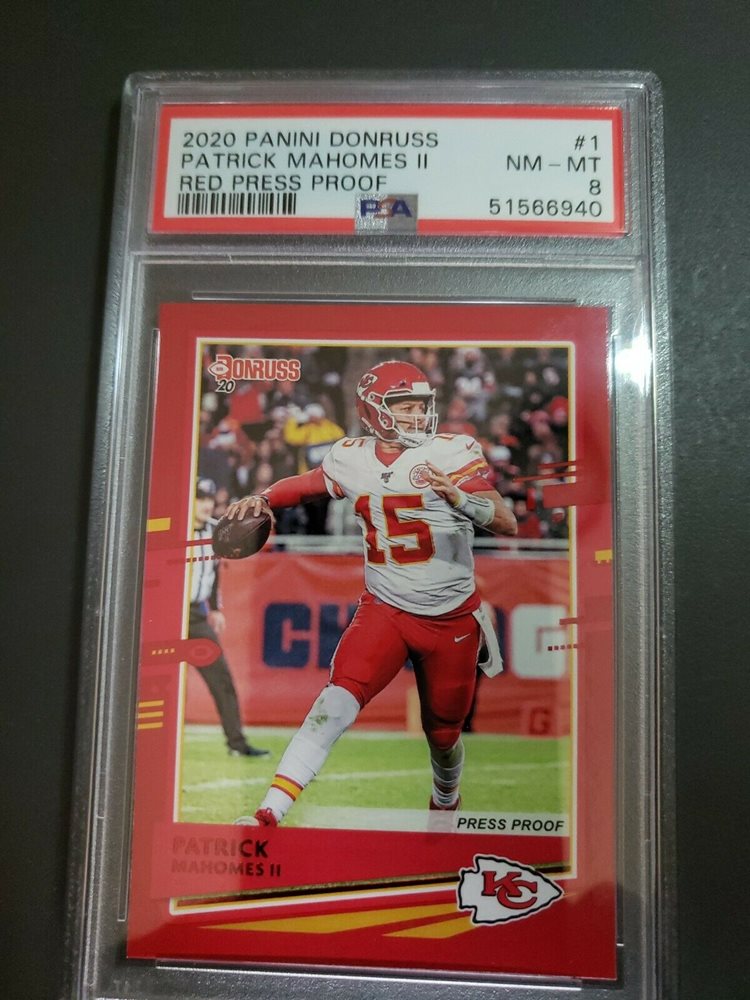 2020 PANINI DONRUSS #1
PATRICK MAHOMES II NM - MT
RED PRESS PROOF 8
PSA 51566940
DONRUSS
20
15
15
CH G
G
PRESS PROOF
PATRICK
MAHOMES II
KC